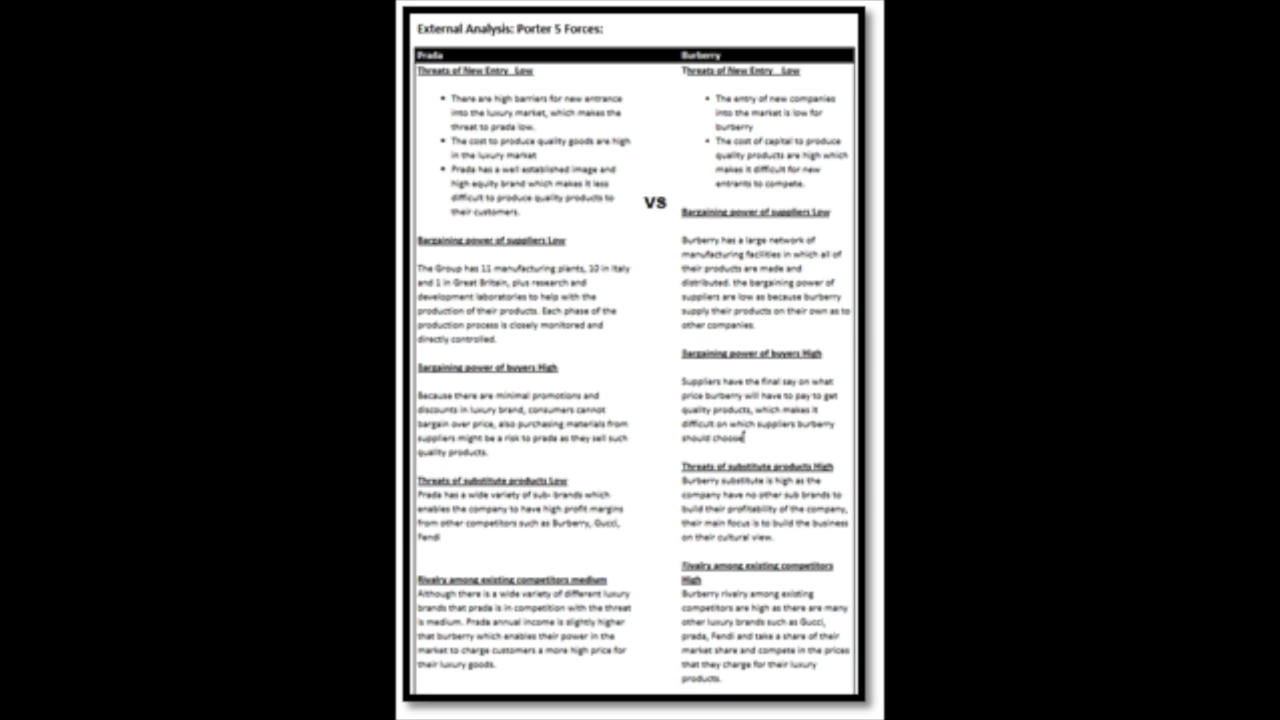 External Analysis: Porter 5 Forces:
Prada
Threats of New Entry Low
• There are high barriers for new entrance
into the luxury market, which makes the
threat to prada low.
• The cost to produce quality goods are high
in the luxury market
• Prada has a well established image and
high equity brand which makes it less
difficult to produce quality products to
their customers.
Bargaining power of suppliers Low
The Group has 11 manufacturing plants, 10 in Italy
and 1 in Great Britain, plus research and
development laboratories to help with the
production of their products. Each phase of the
production process is closely monitored and
directly controlled.
Bargaining power of buyers High
Because there are minimal promotions and
discounts in luxury brand, consumers cannot
bargain over price, also purchasing materials from
suppliers might be a risk to prada as they sell such
quality products.
Threats of substitute products Low
Prada has a wide variety of sub- brands which
enables the company to have high profit margins
from other competitors such as Burberry, Gucci,
Fendi
Rivalry among existing competitors medium
Although there is a wide variety of different luxury
brands that prada is in competition with the threat
is medium. Prada annual income is slightly higher
that burberry which enables their power in the
market to charge customers a more high price for
their luxury goods.
VS
Burberry
Threats of New Entry Low
• The entry of new companies
into the market is low for
burberry
• The cost of capital to produce
quality products are high which
makes it difficult for new
entrants to compete.
Bargaining power of suppliers Low
Burberry has a large network of
manufacturing facilities in which all of
their products are made and
distributed. the bargaining power of
suppliers are low as because burberry
supply their products on their own as to
other companies.
Bargaining power of buyers High
Suppliers have the final say on what
price burberry will have to pay to get
quality products, which makes it
difficult on which suppliers burberry
should choose
Threats of substitute products High
Burberry substitute is high as the
company have no other sub brands to
build their profitability of the company,
their main focus is to build the business
on their cultural view.
Rivalry among existing competitors
High
Burberry rivalry among existing
competitors are high as there are many
other luxury brands such as Gucci,
prada, Fendi and take a share of their
market share and compete in the prices
that they charge for their luxury
products.